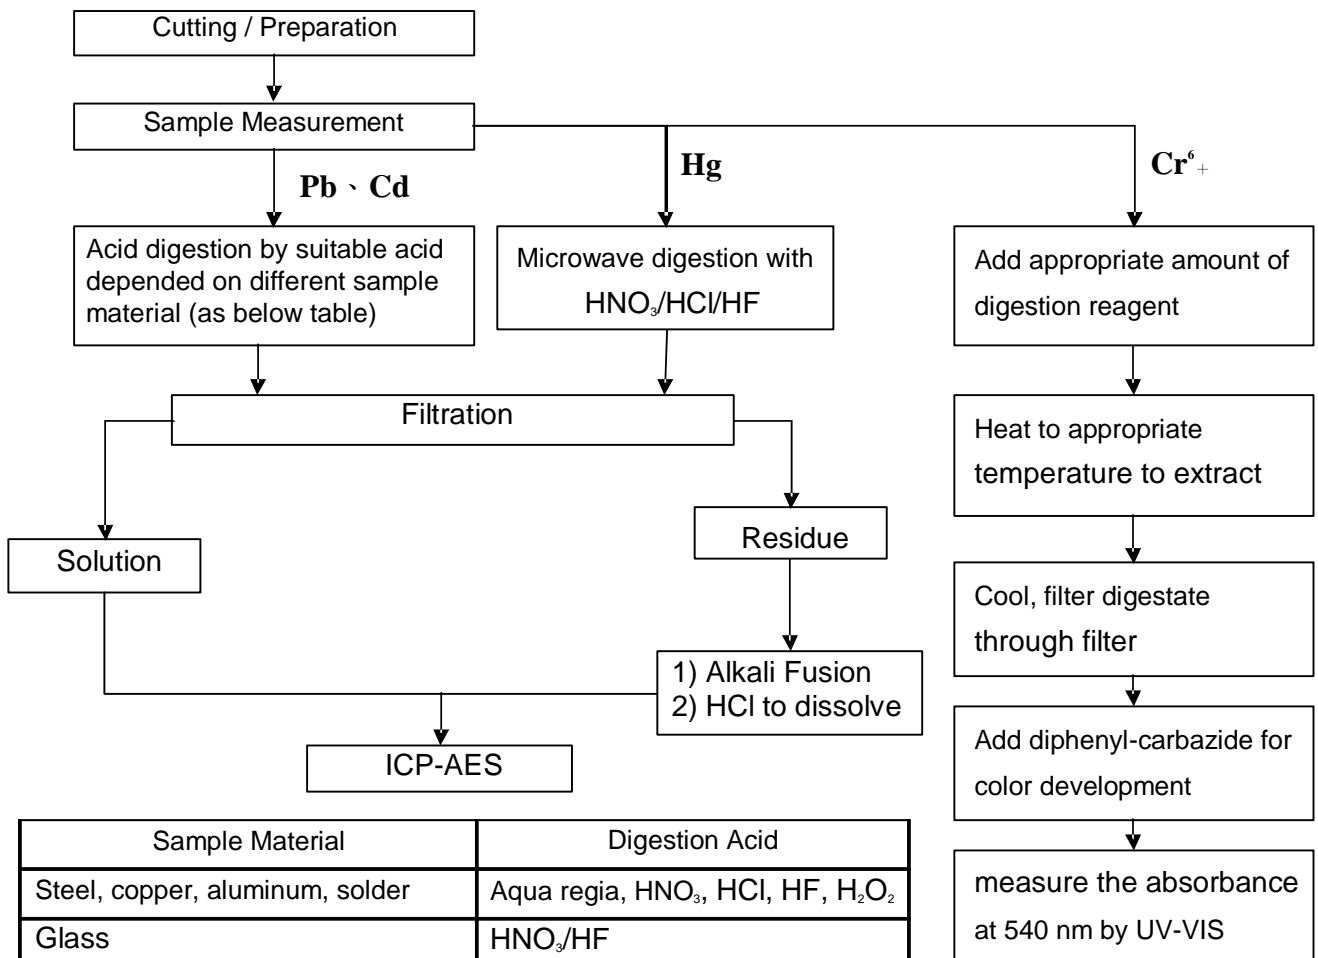 Cutting / Preparation
Sample Measurement
Pb、Cd
Hg
Cr⁶+
Acid digestion by suitable acid
depended on different sample
material (as below table)
Microwave digestion with
HNO₃/HCl/HF
Add appropriate amount of
digestion reagent
Filtration
Heat to appropriate
temperature to extract
Solution
Residue
Cool, filter digestate
through filter
1) Alkali Fusion
2) HCl to dissolve
ICP-AES
Add diphenyl-carbazide for
color development
measure the absorbance
at 540 nm by UV-VIS
Sample Material Digestion Acid
Steel, copper, aluminum, solder Aqua regia, HNO₃, HCl, HF, H₂O₂
Glass HNO₃/HF